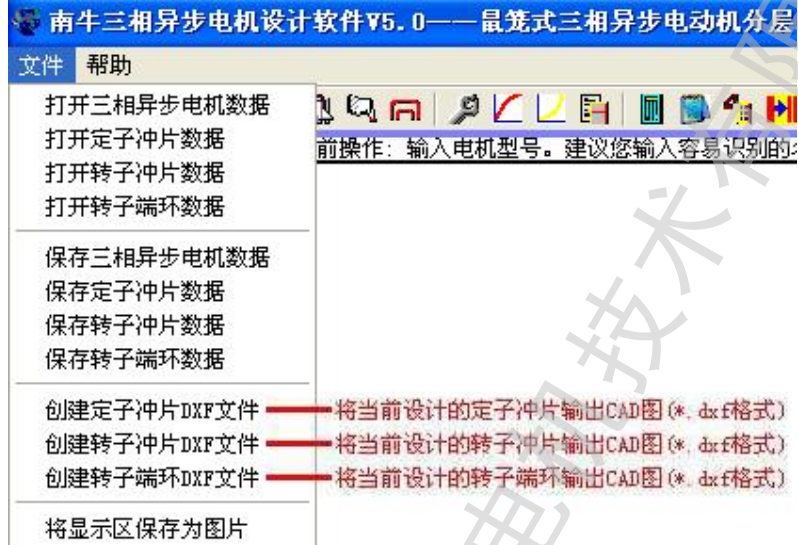 南牛三相异步电机设计软件V5.0——鼠笼式三相异步电动机分层
文件 帮助
前操作: 输入电机型号。建议您输入容易识别的
打开三相异步电机数据
打开定子冲片数据
打开转子冲片数据
打开转子端环数据
保存三相异步电机数据
保存定子冲片数据
保存转子冲片数据
保存转子端环数据
创建定子冲片DXF文件 将当前设计的定子冲片输出CAD图(*.dxf格式)
创建转子冲片DXF文件 将当前设计的转子冲片输出CAD图(*.dxf格式)
创建转子端环DXF文件 将当前设计的转子端环输出CAD图(*.dxf格式)
将显示区保存为图片
电机技术有限